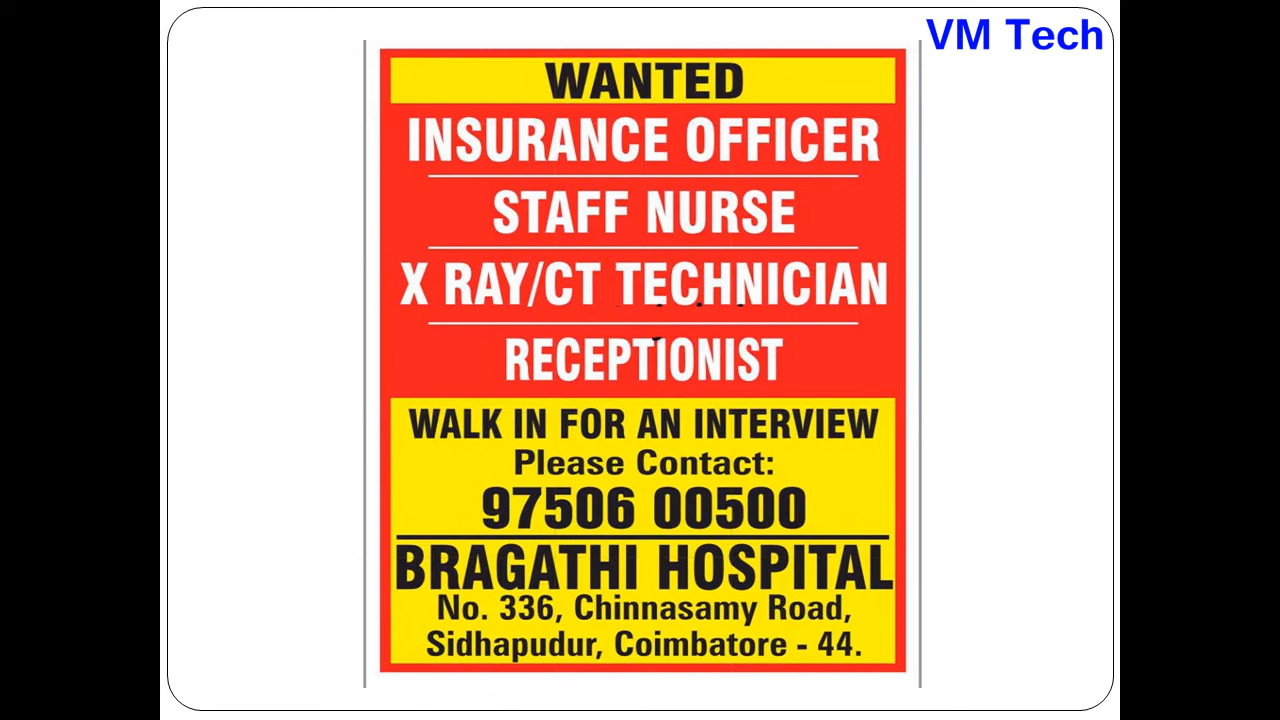 VM Tech
WANTED
INSURANCE OFFICER
STAFF NURSE
X RAY/CT TECHNICIAN
RECEPTIONIST
WALK IN FOR AN INTERVIEW
Please Contact:
97506 00500
BRAGATHI HOSPITAL
No. 336, Chinnasamy Road,
Sidhapudur, Coimbatore - 44.